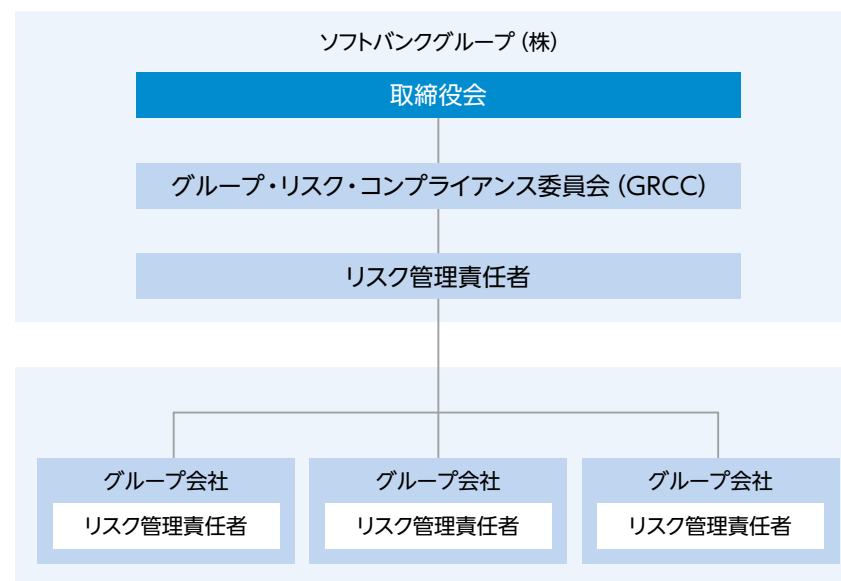 ソフトバンクグループ（株）
取締役会
グループ・リスク・コンプライアンス委員会（GRCC）
リスク管理責任者
グループ会社 グループ会社 グループ会社
リスク管理責任者 リスク管理責任者 リスク管理責任者